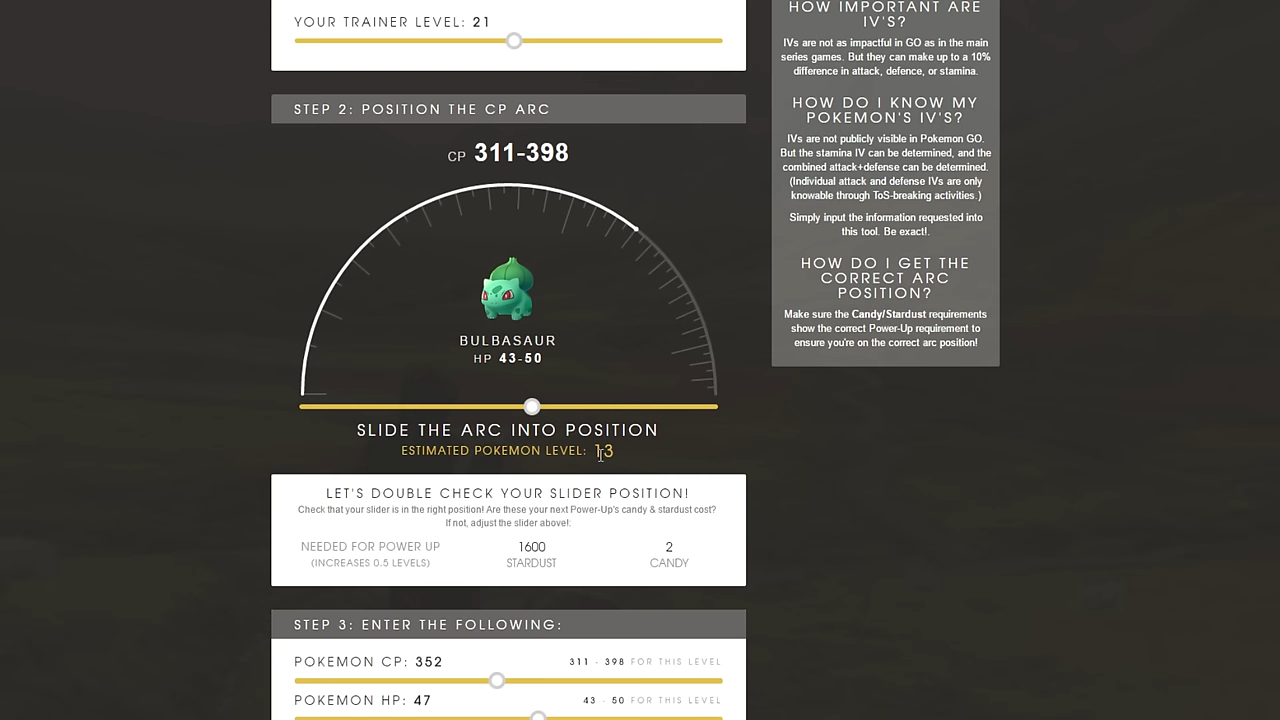 YOUR TRAINER LEVEL: 21
STEP 2: POSITION THE CP ARC
CP 311-398
BULBASAUR
HP 43-50
SLIDE THE ARC INTO POSITION
ESTIMATED POKEMON LEVEL: 13
LET'S DOUBLE CHECK YOUR SLIDER POSITION!
Check that your slider is in the right position! Are these your next Power-Up's candy & stardust cost?
If not, adjust the slider above!:
NEEDED FOR POWER UP
(INCREASES 0.5 LEVELS)
1600
STARDUST
2
CANDY
STEP 3: ENTER THE FOLLOWING:
POKEMON CP: 352
311 - 398 FOR THIS LEVEL
POKEMON HP: 47
43 - 50 FOR THIS LEVEL
HOW IMPORTANT ARE
IV'S?
IVs are not as impactful in GO as in the main
series games. But they can make up to a 10%
difference in attack, defence, or stamina.
HOW DO I KNOW MY
POKEMON'S IV'S?
IVs are not publicly visible in Pokemon GO.
But the stamina IV can be determined, and the
combined attack+defense can be determined.
(Individual attack and defense IVs are only
knowable through ToS-breaking activities.)
Simply input the information requested into
this tool. Be exact!.
HOW DO I GET THE
CORRECT ARC
POSITION?
Make sure the Candy/Stardust requirements
show the correct Power-Up requirement to
ensure you're on the correct arc position!